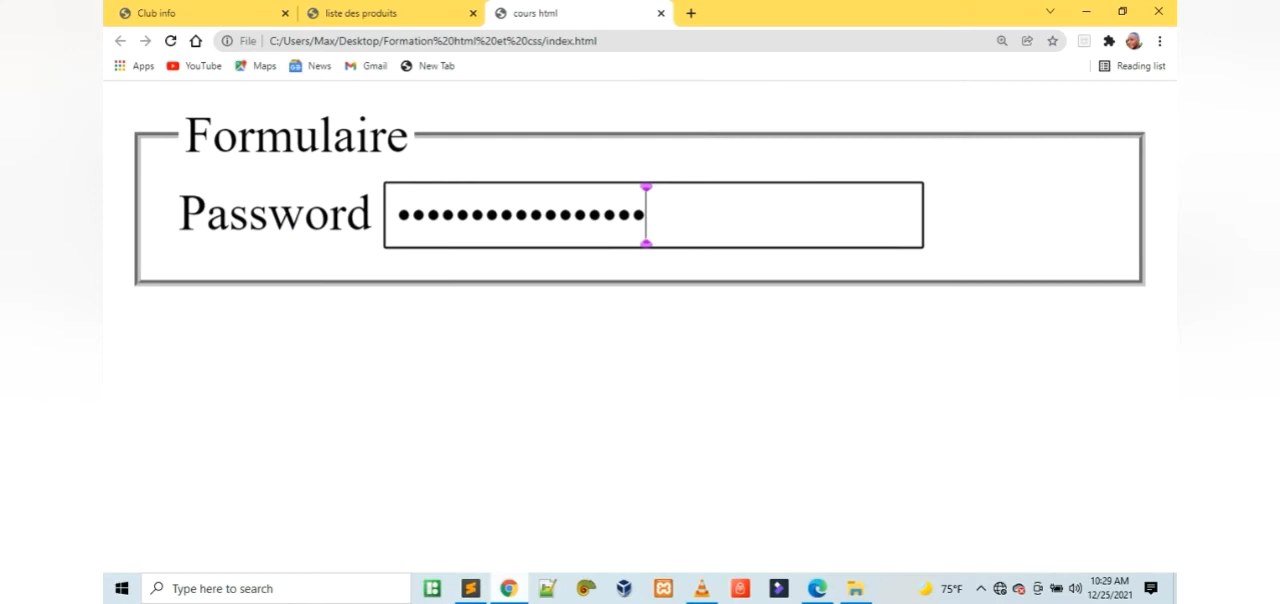 Club info
liste des produits
cours html
File
C:/Users/Max/Desktop/Formation%20html%20et%20css/index.html
Apps
YouTube
Maps
News
Gmail
New Tab
Reading list
Formulaire
Password
Type here to search
75°F
10:29 AM
12/25/2021